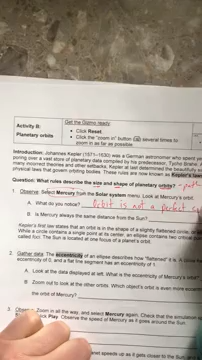 Activity B:
Planetary orbits
Get the Gizmo ready:
• Click Reset.
• Click the "zoom in" button several times to
zoom in as far as possible.
Introduction: Johannes Kepler (1571–1630) was a German astronomer who spent
poring over a vast store of planetary data compiled by his predecessor, Tycho Brahe.
many incorrect theories and other setbacks, Kepler at last determined the beautifully
physical laws that govern orbiting bodies. These rules are now known as Kepler's
Question: What rules describe the size and shape of planetary orbits? - path
1. Observe: Select Mercury from the Solar system menu. Look at Mercury's orbit.
A. What do you notice? Orbit is not a perfect
B. Is Mercury always the same distance from the Sun?
Kepler's first law states that an orbit is in the shape of a slightly flattened circle, or
While a circle contains a single point at its center, an ellipse contains two critical
called foci. The Sun is located at one focus of a planet's orbit.
2. Gather data: The eccentricity of an ellipse describes how "flattened" it is. A
eccentricity of 0, and a flat line segment has an eccentricity of 1.
A. Look at the data displayed at left. What is the eccentricity of Mercury's
B. Zoom out to look at the other orbits. Which object's orbit is even more
the orbit of Mercury?
3. Observe: Zoom in all the way, and select Mercury again. Check that the simulation
Click Play. Observe the speed of Mercury as it goes around the Sun.
planet speeds up as it gets closer to the Sun,